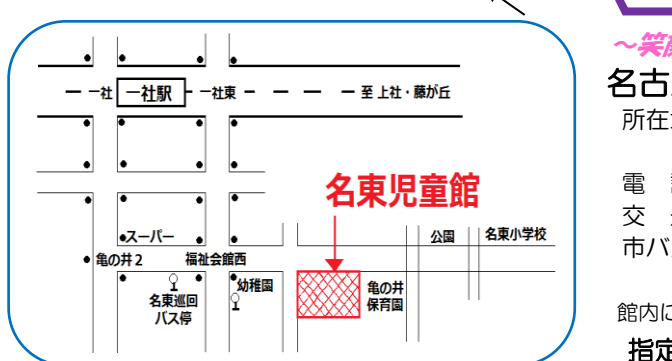 一社 一社駅 一社東 至 上社・藤が丘
名東児童館
スーパー
公園 名東小学校
亀の井2 福祉会館西
幼稚園
名東巡回
バス停
亀の井
保育園
～笑
名古
所在
電
交
市バ
館内に
指定